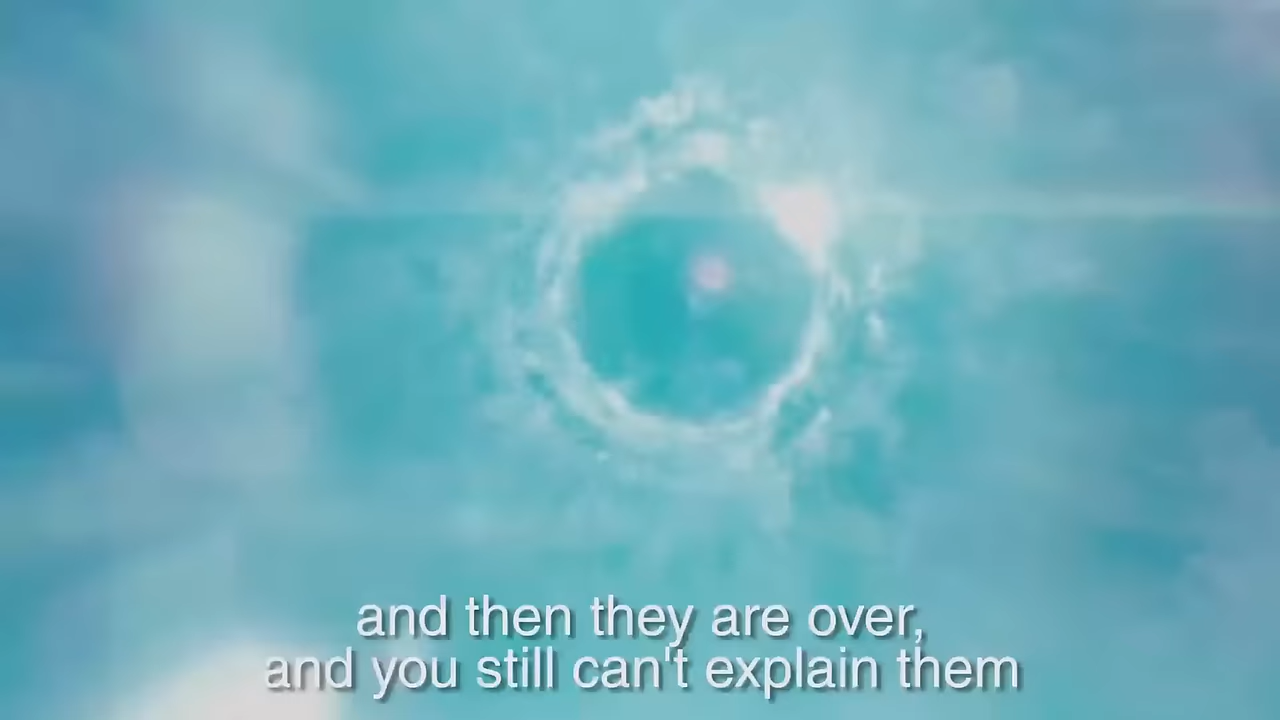 and then they are over,
and you still can't explain them